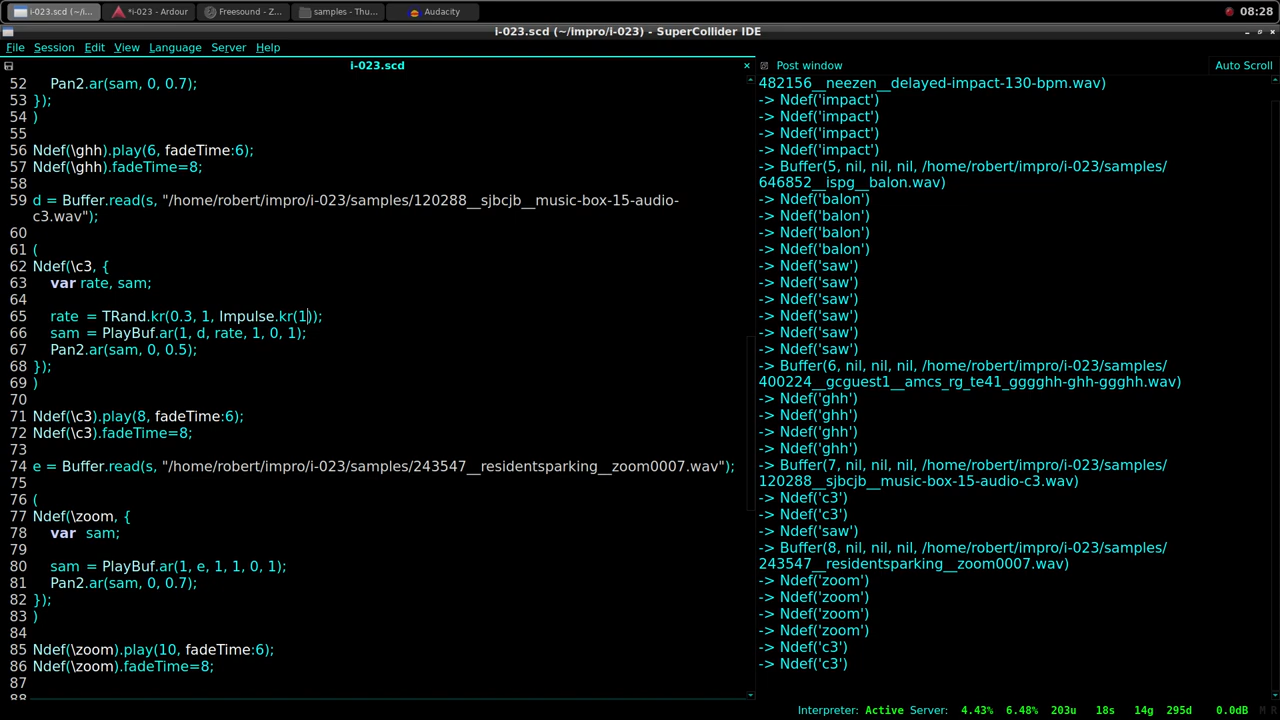 i-023.scd (~/i...
*i-023 - Ardour
Freesound - Z...
samples - Thu...
Audacity
08:28
i-023.scd (~/impro/i-023) - SuperCollider IDE
File Session Edit View Language Server Help
i-023.scd
52 Pan2.ar(sam, 0, 0.7);
53 });
54 )
55
56 Ndef(\ghh).play(6, fadeTime:6);
57 Ndef(\ghh).fadeTime=8;
58
59 d = Buffer.read(s, "/home/robert/impro/i-023/samples/120288__sjbcjb__music-box-15-audio-
c3.wav");
60
61 (
62 Ndef(\c3, {
63 var rate, sam;
64
65 rate = TRand.kr(0.3, 1, Impulse.kr(1));
66 sam = PlayBuf.ar(1, d, rate, 1, 0, 1);
67 Pan2.ar(sam, 0, 0.5);
68 });
69 )
70
71 Ndef(\c3).play(8, fadeTime:6);
72 Ndef(\c3).fadeTime=8;
73
74 e = Buffer.read(s, "/home/robert/impro/i-023/samples/243547__residentsparking__zoom0007.wav");
75
76 (
77 Ndef(\zoom, {
78 var sam;
79
80 sam = PlayBuf.ar(1, e, 1, 1, 0, 1);
81 Pan2.ar(sam, 0, 0.7);
82 });
83 )
84
85 Ndef(\zoom).play(10, fadeTime:6);
86 Ndef(\zoom).fadeTime=8;
87
88
Post window
Auto Scroll
482156__neezen__delayed-impact-130-bpm.wav)
-> Ndef('impact')
-> Ndef('impact')
-> Ndef('impact')
-> Ndef('impact')
-> Buffer(5, nil, nil, nil, /home/robert/impro/i-023/samples/
646852__ispg__balon.wav)
-> Ndef('balon')
-> Ndef('balon')
-> Ndef('balon')
-> Ndef('balon')
-> Ndef('saw')
-> Ndef('saw')
-> Ndef('saw')
-> Ndef('saw')
-> Ndef('saw')
-> Ndef('saw')
-> Buffer(6, nil, nil, nil, /home/robert/impro/i-023/samples/
400224__gcguest1__amcs_rg_te41_gggghh-ghh-ggghh.wav)
-> Ndef('ghh')
-> Ndef('ghh')
-> Ndef('ghh')
-> Ndef('ghh')
-> Buffer(7, nil, nil, nil, /home/robert/impro/i-023/samples/
120288__sjbcjb__music-box-15-audio-c3.wav)
-> Ndef('c3')
-> Ndef('c3')
-> Ndef('saw')
-> Buffer(8, nil, nil, nil, /home/robert/impro/i-023/samples/
243547__residentsparking__zoom0007.wav)
-> Ndef('zoom')
-> Ndef('zoom')
-> Ndef('zoom')
-> Ndef('zoom')
-> Ndef('c3')
-> Ndef('c3')
Interpreter: Active Server: 4.43% 6.48% 203u 18s 14g 295d 0.0dB M R